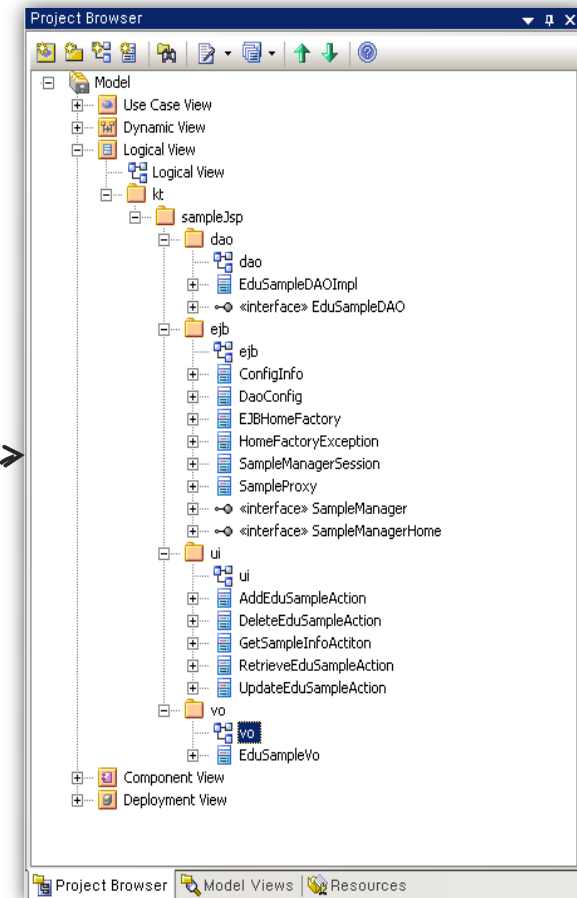 Project Browser
Model
Use Case View
Dynamic View
Logical View
Logical View
kt
sampleJsp
dao
dao
EduSampleDAOImpl
«interface» EduSampleDAO
ejb
ejb
ConfigInfo
DaoConfig
EJBHomeFactory
HomeFactoryException
SampleManagerSession
SampleProxy
«interface» SampleManager
«interface» SampleManagerHome
ui
ui
AddEduSampleAction
DeleteEduSampleAction
GetSampleInfoActiton
RetrieveEduSampleAction
UpdateEduSampleAction
vo
vo
EduSampleVo
Component View
Deployment View
Project Browser Model Views Resources